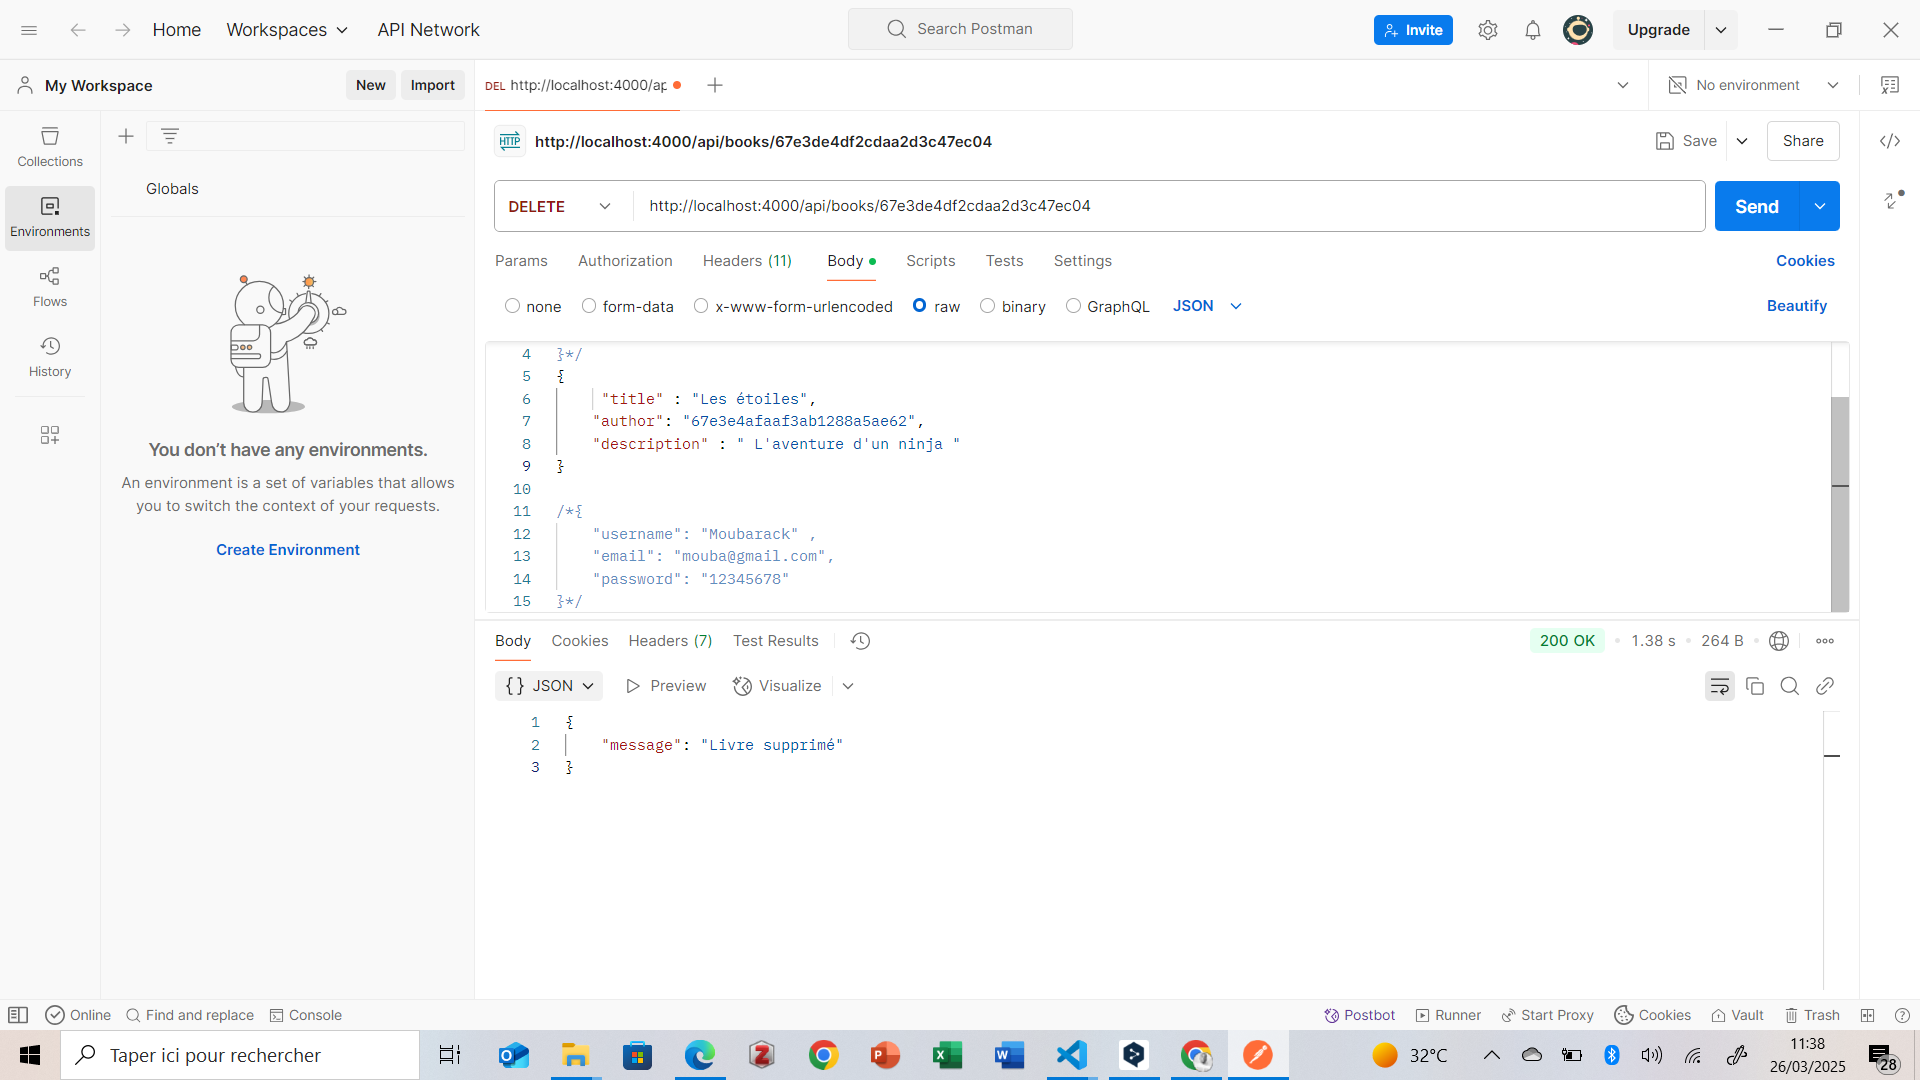 Home Workspaces API Network Search Postman Invite Upgrade
My Workspace New Import DEL http://localhost:4000/ap No environment
Collections
Environments
Flows
History
Globals
You don't have any environments.
An environment is a set of variables that allows
you to switch the context of your requests.
Create Environment
HTTP http://localhost:4000/api/books/67e3de4df2cdaa2d3c47ec04 Save Share
DELETE http://localhost:4000/api/books/67e3de4df2cdaa2d3c47ec04 Send
Params Authorization Headers (11) Body Scripts Tests Settings Cookies
none form-data x-www-form-urlencoded raw binary GraphQL JSON Beautify
4 }*/
5 {
6 "title" : "Les étoiles",
7 "author": "67e3e4afaaf3ab1288a5ae62",
8 "description" : " L'aventure d'un ninja "
9 }
10
11 /*{
12 "username": "Moubarack" ,
13 "email": "mouba@gmail.com",
14 "password": "12345678"
15 }*/
Body Cookies Headers (7) Test Results 200 OK 1.38 s 264 B
{} JSON Preview Visualize
1 {
2 "message": "Livre supprimé"
3 }
Online Find and replace Console Postbot Runner Start Proxy Cookies Vault Trash
Taper ici pour rechercher 32°C 11:38
26/03/2025 28